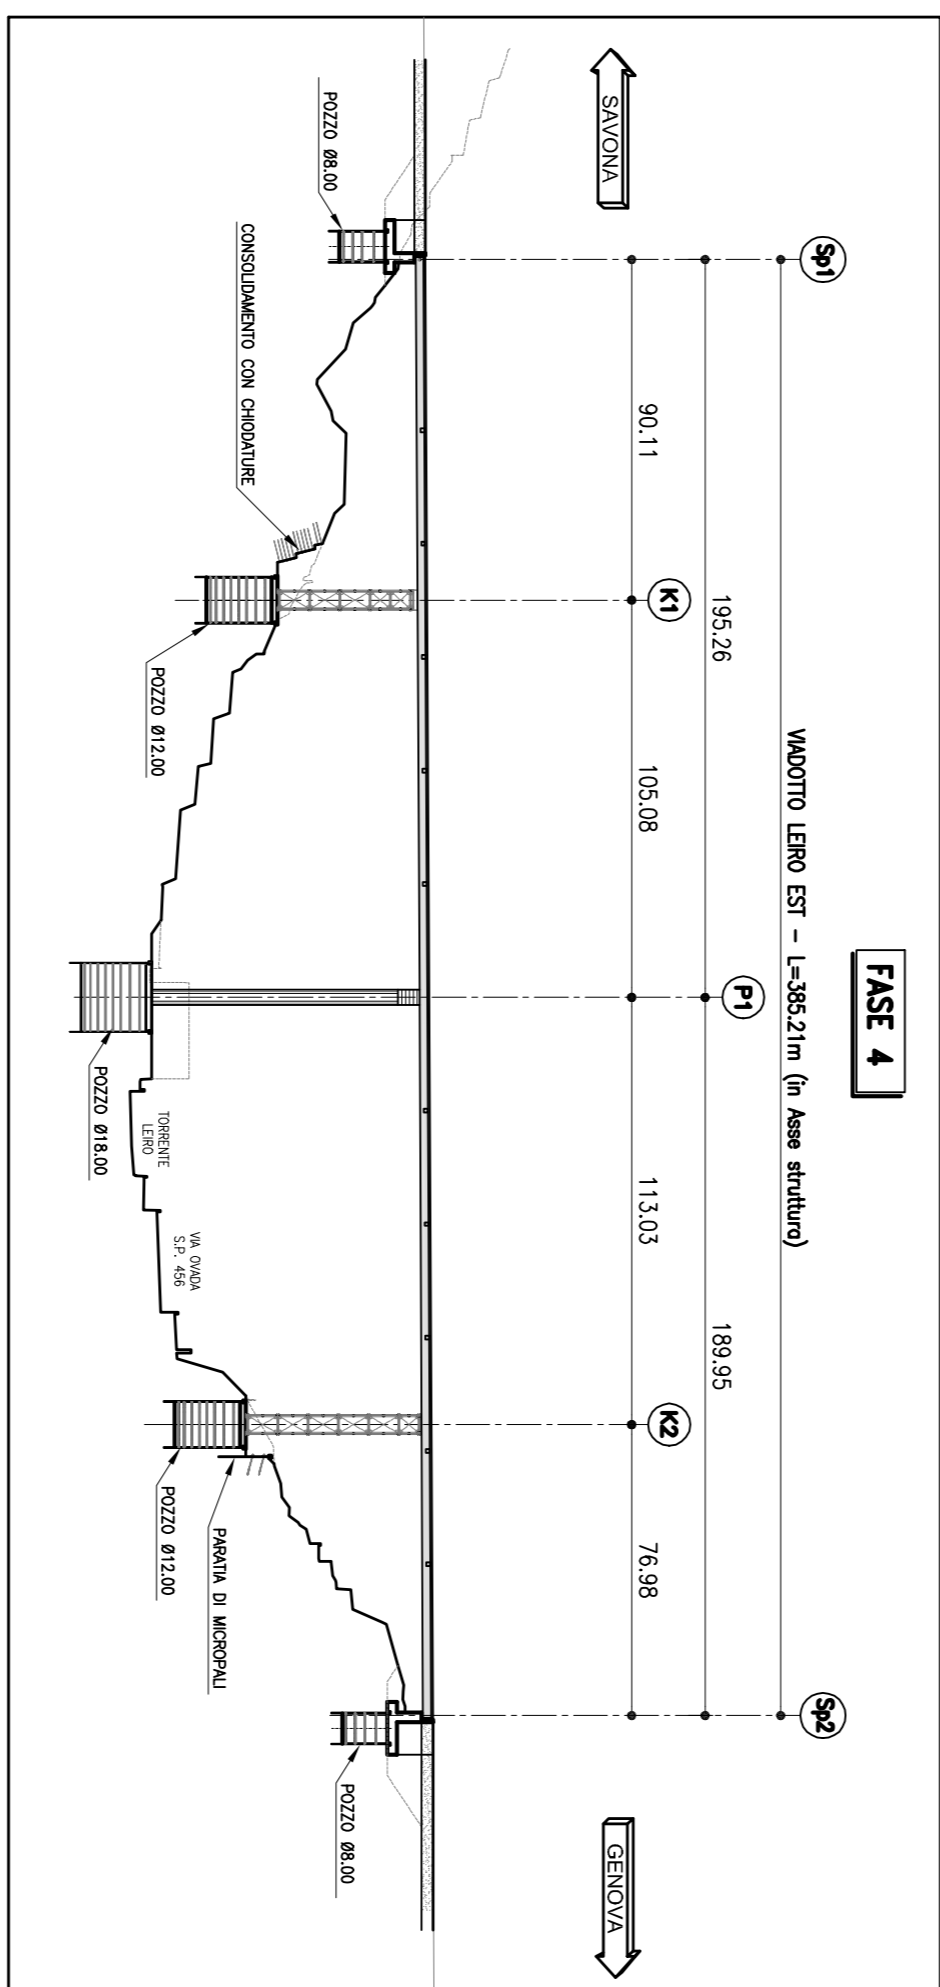 FASE 4
VIADOTTO LEIRO EST - L=385.21m (in Asse struttura)
Sp1
K1
P1
K2
Sp2
SAVONA
GENOVA
195.26
189.95
90.11
105.08
113.03
76.98
POZZO Ø8.00
CONSOLIDAMENTO CON CHIODATURE
POZZO Ø12.00
POZZO Ø18.00
TORRENTE
LEIRO
VIA OVADA
S.P. 456
POZZO Ø12.00
PARATIA DI MICROPALI
POZZO Ø8.00